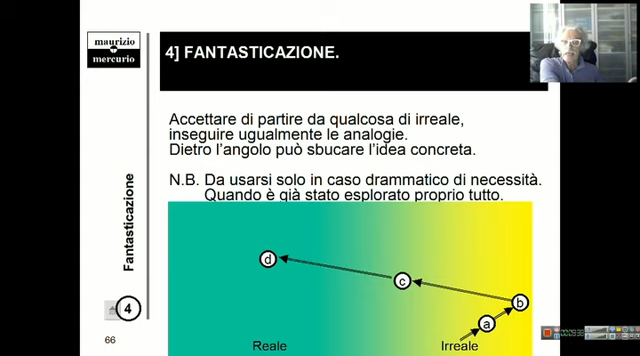 maurizio
mercurio
4] FANTASTICAZIONE.
Accettare di partire da qualcosa di irreale,
inseguire ugualmente le analogie.
Dietro l'angolo può sbucare l'idea concreta.
N.B. Da usarsi solo in caso drammatico di necessità.
Quando è già stato esplorato proprio tutto.
Fantasticazione
4
66
d
c
b
a
Reale
Irreale